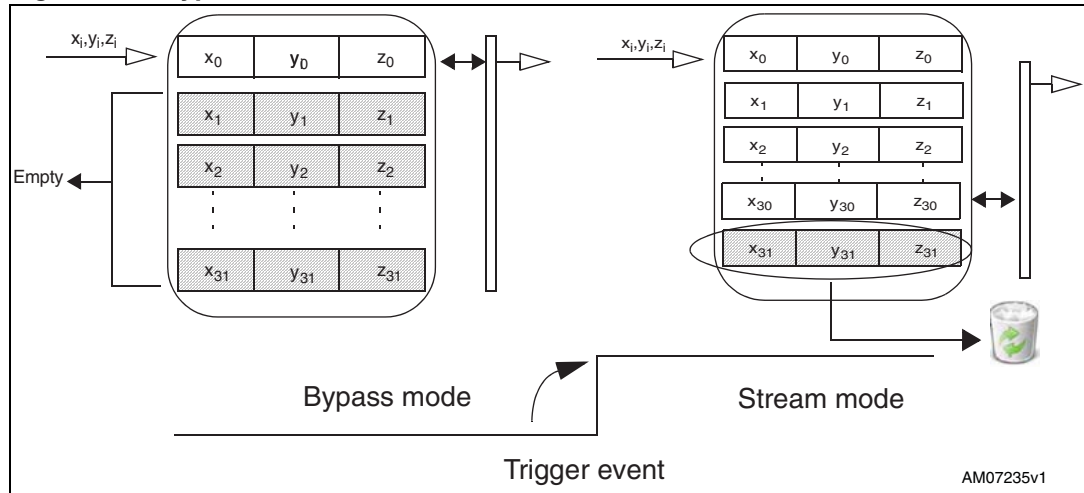 xi,yi,zi
x0 y0 z0
x1 y1 z1
x2 y2 z2
Empty
x31 y31 z31
xi,yi,zi
x0 y0 z0
x1 y1 z1
x2 y2 z2
x30 y30 z30
x31 y31 z31
Bypass mode
Stream mode
Trigger event
AM07235v1